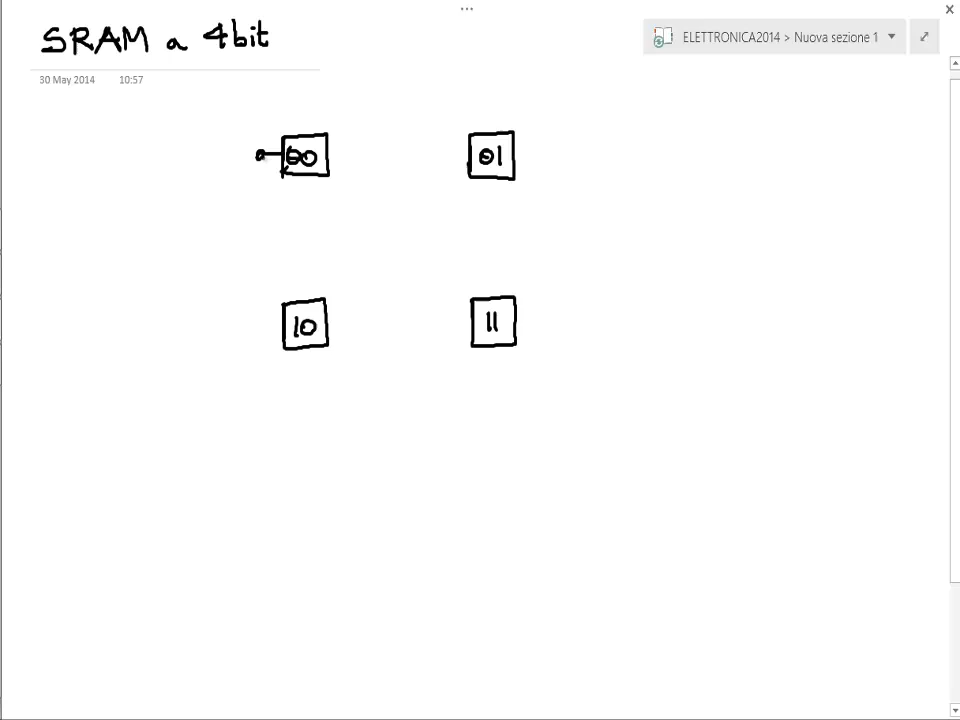 SRAM a 4bit
ELETTRONICA2014 > Nuova sezione 1
30 May 2014 10:57
00 01
10 11